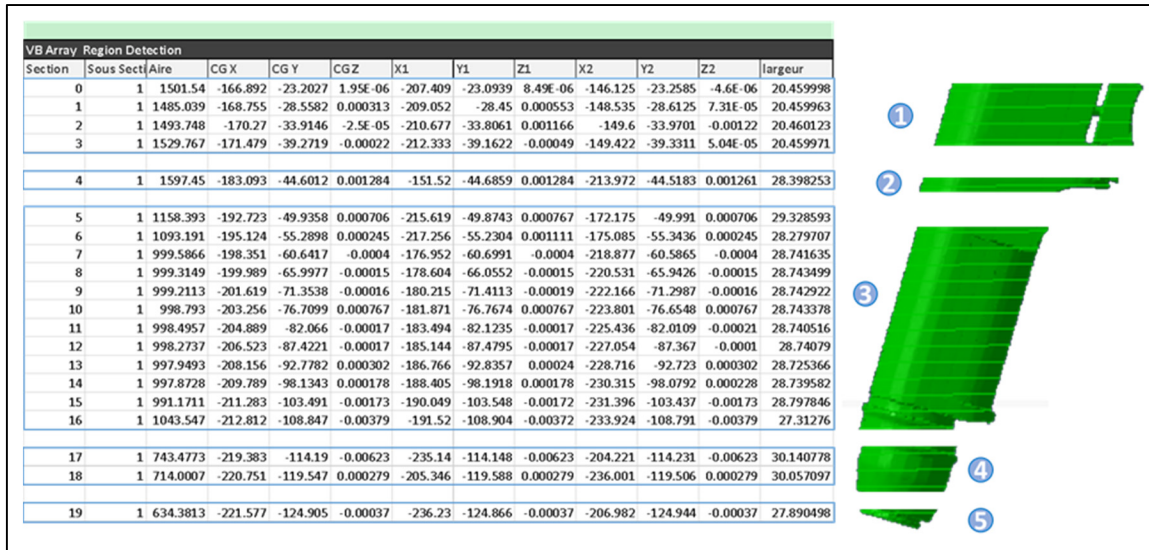 VB Array Region Detection
Section Sous Secti Aire CG X CG Y CG Z X1 Y1 Z1 X2 Y2 Z2 largeur
0 1 1501.54 -166.892 -23.2027 1.95E-06 -207.409 -23.0939 8.49E-06 -146.125 -23.2585 -4.6E-06 20.459998
1 1 1485.039 -168.755 -28.5582 0.000313 -209.052 -28.45 0.000553 -148.535 -28.6125 7.31E-05 20.459963
2 1 1493.748 -170.27 -33.9146 -2.5E-05 -210.677 -33.8061 0.001166 -149.6 -33.9701 -0.00122 20.460123
3 1 1529.767 -171.479 -39.2719 -0.00022 -212.333 -39.1622 -0.00049 -149.422 -39.3311 5.04E-05 20.459971
4 1 1597.45 -183.093 -44.6012 0.001284 -151.52 -44.6859 0.001284 -213.972 -44.5183 0.001261 28.398253
5 1 1158.393 -192.723 -49.9358 0.000706 -215.619 -49.8743 0.000767 -172.175 -49.991 0.000706 29.328593
6 1 1093.191 -195.124 -55.2898 0.000245 -217.256 -55.2304 0.001111 -175.085 -55.3436 0.000245 28.279707
7 1 999.5866 -198.351 -60.6417 -0.0004 -176.952 -60.6991 -0.0004 -218.877 -60.5865 -0.0004 28.741635
8 1 999.3149 -199.989 -65.9977 -0.00015 -178.604 -66.0552 -0.00015 -220.531 -65.9426 -0.00015 28.743499
9 1 999.2113 -201.619 -71.3538 -0.00016 -180.215 -71.4113 -0.00019 -222.166 -71.2987 -0.00016 28.742922
10 1 998.793 -203.256 -76.7099 0.000767 -181.871 -76.7674 0.000767 -223.801 -76.6548 0.000767 28.743378
11 1 998.4957 -204.889 -82.066 -0.00017 -183.494 -82.1235 -0.00017 -225.436 -82.0109 -0.00021 28.740516
12 1 998.2737 -206.523 -87.4221 -0.00017 -185.144 -87.4795 -0.00017 -227.054 -87.367 -0.0001 28.74079
13 1 997.9493 -208.156 -92.7782 0.000302 -186.766 -92.8357 0.00024 -228.716 -92.723 0.000302 28.725366
14 1 997.8728 -209.789 -98.1343 0.000178 -188.405 -98.1918 0.000178 -230.315 -98.0792 0.000228 28.739582
15 1 991.1711 -211.283 -103.491 -0.00173 -190.049 -103.548 -0.00172 -231.396 -103.437 -0.00173 28.797846
16 1 1043.547 -212.812 -108.847 -0.00379 -191.52 -108.904 -0.00372 -233.924 -108.791 -0.00379 27.31276
17 1 743.4773 -219.383 -114.19 -0.00623 -235.14 -114.148 -0.00623 -204.221 -114.231 -0.00623 30.140778
18 1 714.0007 -220.751 -119.547 0.000279 -205.346 -119.588 0.000279 -236.001 -119.506 0.000279 30.057097
19 1 634.3813 -221.577 -124.905 -0.00037 -236.23 -124.866 -0.00037 -206.982 -124.944 -0.00037 27.890498
1
2
3
4
5